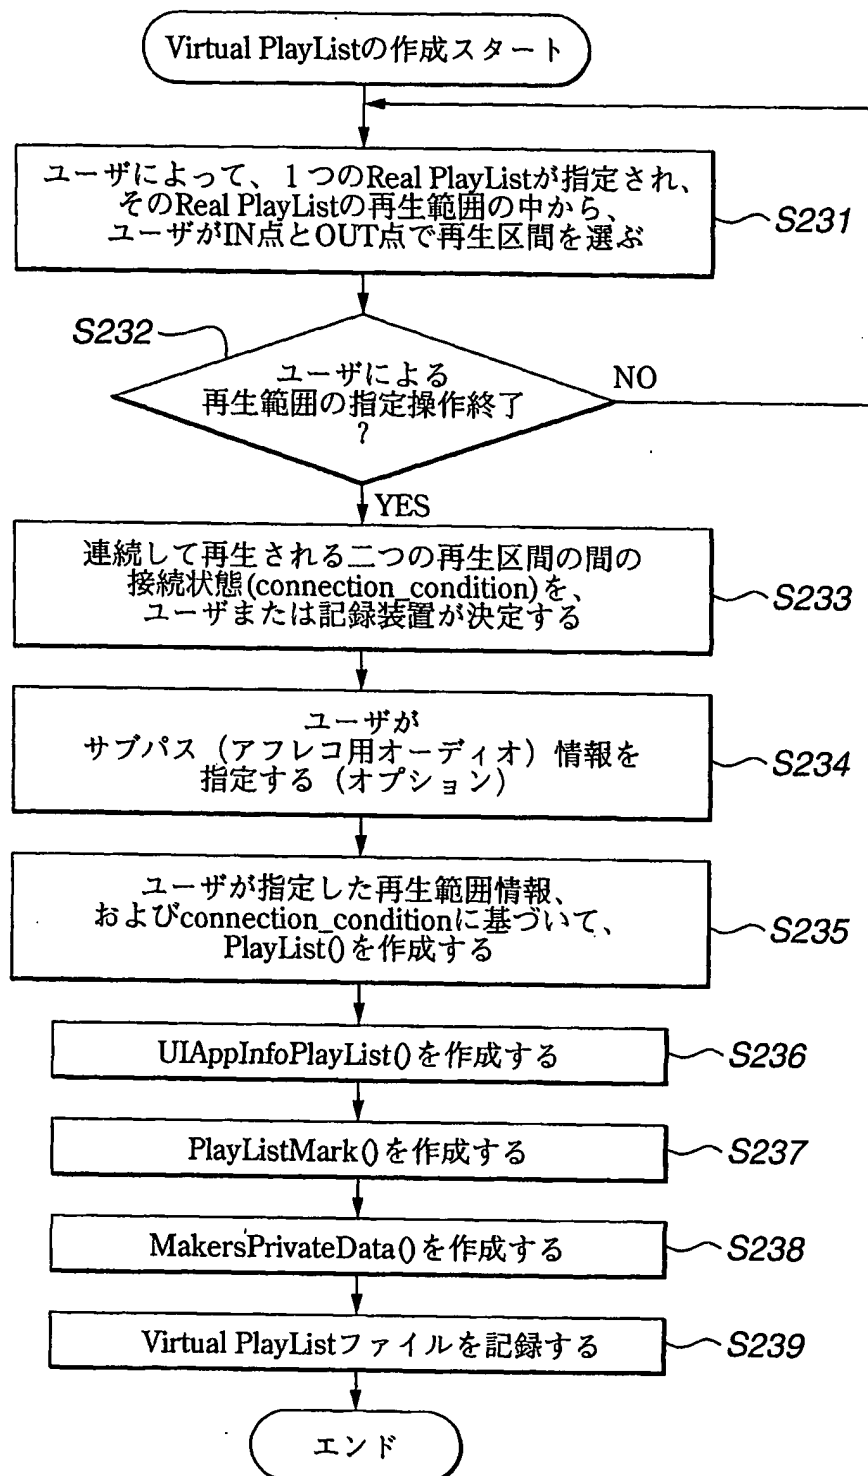 Virtual PlayListの作成スタート
ユーザによって、1つのReal PlayListが指定され、
そのReal PlayListの再生範囲の中から、
ユーザがIN点とOUT点で再生区間を選ぶ
S231
S232
ユーザによる
再生範囲の指定操作終了
?
NO
YES
連続して再生される二つの再生区間の間の
接続状態(connection_condition)を、
ユーザまたは記録装置が決定する
S233
ユーザが
サブパス（アフレコ用オーディオ）情報を
指定する（オプション）
S234
ユーザが指定した再生範囲情報、
およびconnection_conditionに基づいて、
PlayList()を作成する
S235
UIAppInfoPlayList()を作成する
S236
PlayListMark()を作成する
S237
MakersPrivateData()を作成する
S238
Virtual PlayListファイルを記録する
S239
エンド